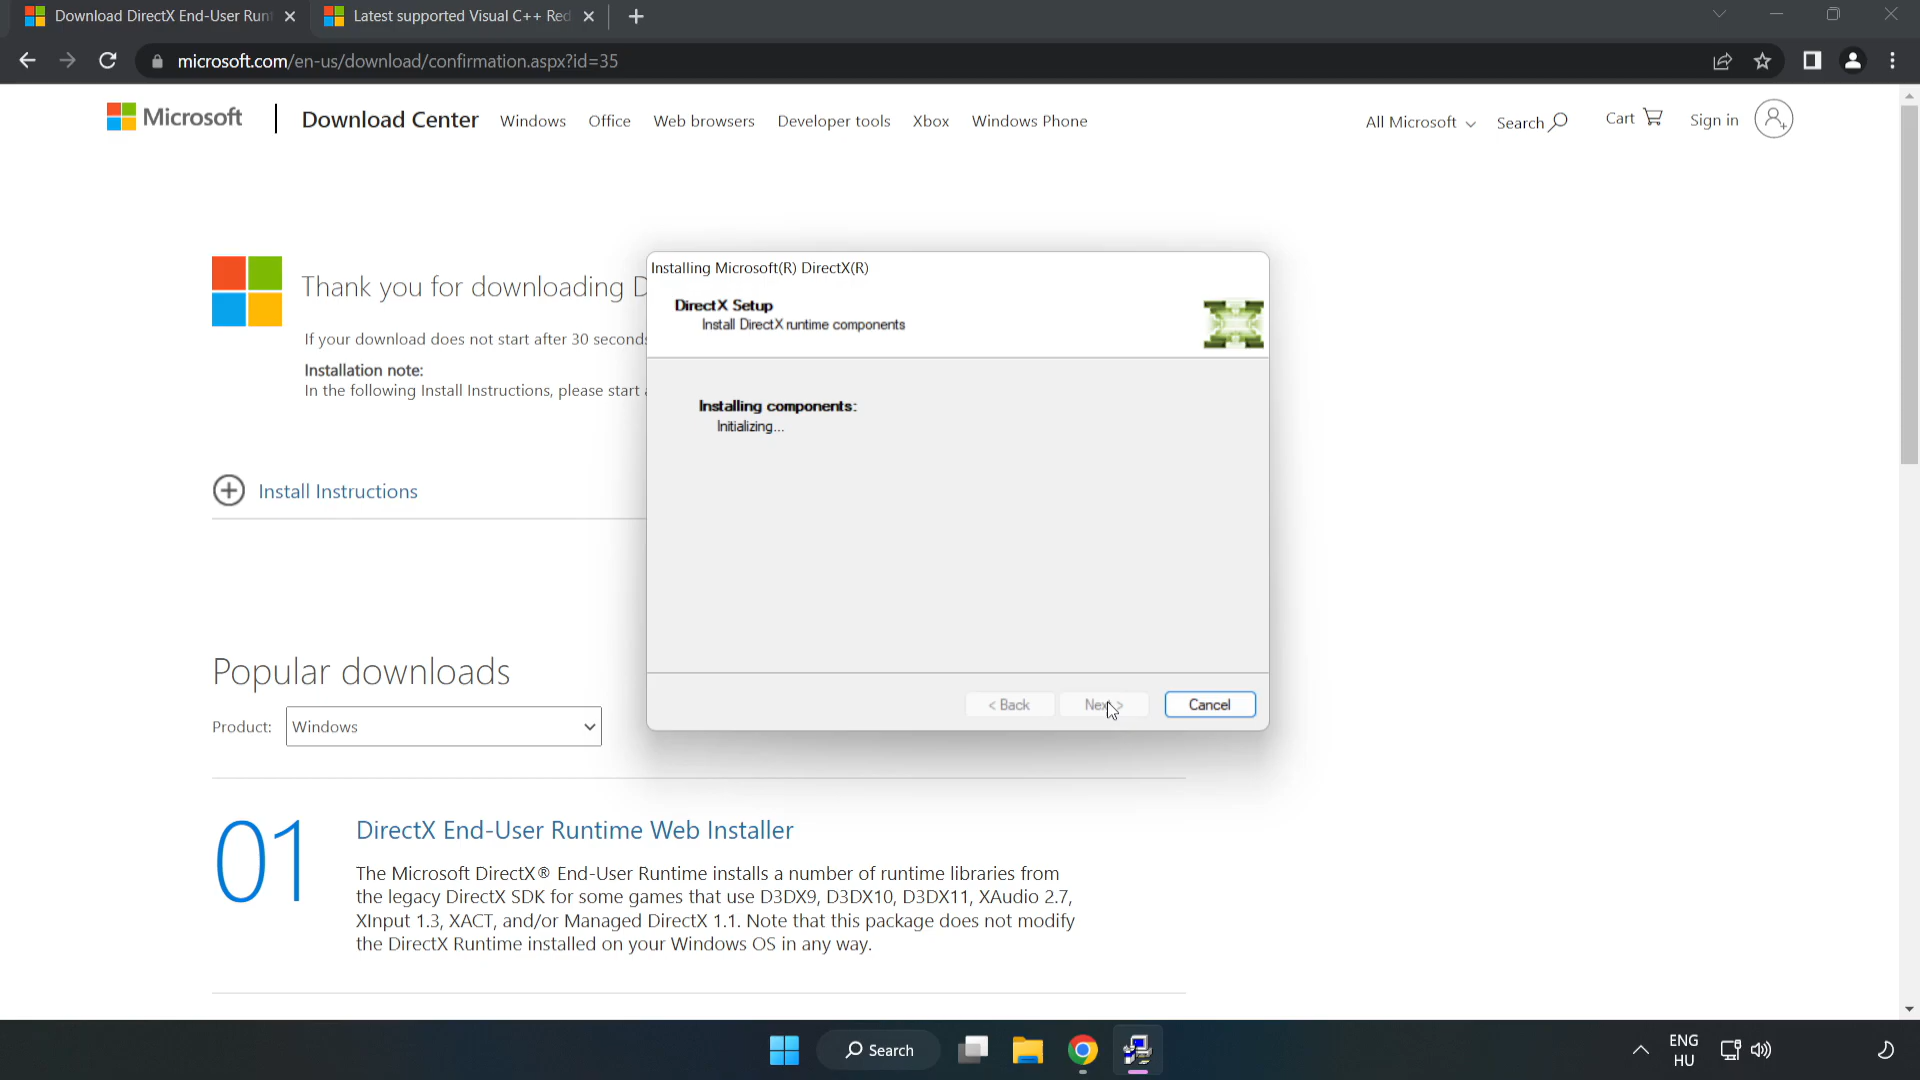 Download DirectX End-User Runt
Latest supported Visual C++ Red
microsoft.com/en-us/download/confirmation.aspx?id=35
Microsoft
Download Center
Windows
Office
Web browsers
Developer tools
Xbox
Windows Phone
All Microsoft
Search
Cart
Sign in
Thank you for downloading D
If your download does not start after 30 seconds
Installation note:
In the following Install Instructions, please start a
Install Instructions
Installing Microsoft(R) DirectX(R)
DirectX Setup
Install DirectX runtime components
Installing components:
Initializing...
< Back
Next >
Cancel
Popular downloads
Product:
Windows
01
DirectX End-User Runtime Web Installer
The Microsoft DirectX® End-User Runtime installs a number of runtime libraries from
the legacy DirectX SDK for some games that use D3DX9, D3DX10, D3DX11, XAudio 2.7,
XInput 1.3, XACT, and/or Managed DirectX 1.1. Note that this package does not modify
the DirectX Runtime installed on your Windows OS in any way.
Search
ENG
HU